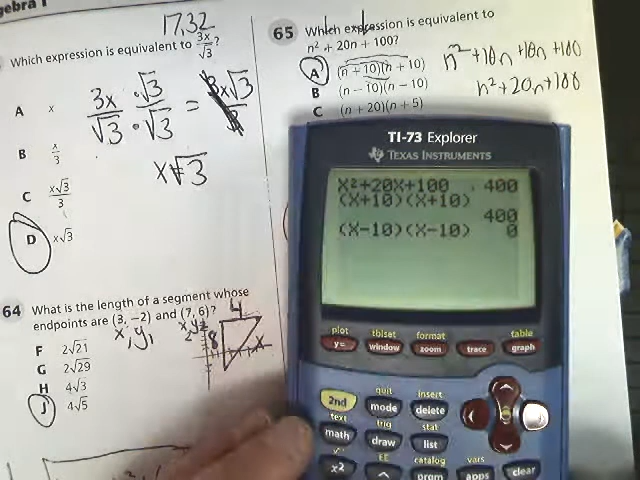 gebra I
17,32
Which expression is equivalent to 3x/√3?
A x
B x/3
C x√3/3
D x√3
3x/√3 · √3/√3 = 3x√3/3
x√3
64 What is the length of a segment whose
endpoints are (3, −2) and (7, 6)?
x, y, x₂ y₂
F 2√21
G 2√29
H 4√3
J 4√5
4
8
65 Which expression is equivalent to
n² + 20n + 100?
A (n + 10)(n + 10)
B (n − 10)(n − 10)
C (n + 20)(n + 5)
n²+10n+10n+100
n²+20n+100
TI-73 Explorer
TEXAS INSTRUMENTS
X²+20X+100 400
(X+10)(X+10)
400
(X-10)(X-10) 0
plot tblset format table
y= window zoom trace graph
quit insert
2nd mode delete
text trig stat
math draw list
EE catalog vars
x² ^ prgm apps clear